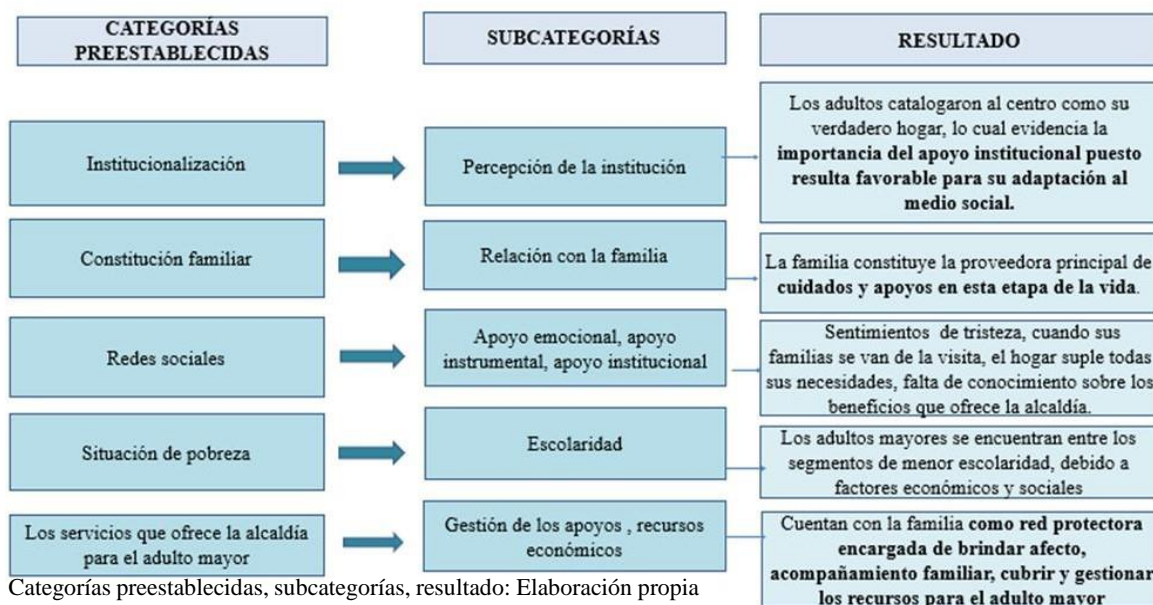 CATEGORÍAS
PREESTABLECIDAS
SUBCATEGORÍAS
RESULTADO
Institucionalización
Percepción de la institución
Los adultos catalogaron al centro como su
verdadero hogar, lo cual evidencia la
importancia del apoyo institucional puesto
resulta favorable para su adaptación al
medio social.
Constitución familiar
Relación con la familia
La familia constituye la proveedora principal de
cuidados y apoyos en esta etapa de la vida.
Redes sociales
Apoyo emocional, apoyo
instrumental, apoyo institucional
Sentimientos de tristeza, cuando sus
familias se van de la visita, el hogar suple todas
sus necesidades, falta de conocimiento sobre los
beneficios que ofrece la alcaldía.
Situación de pobreza
Escolaridad
Los adultos mayores se encuentran entre los
segmentos de menor escolaridad, debido a
factores económicos y sociales
Los servicios que ofrece la alcaldía
para el adulto mayor
Gestión de los apoyos , recursos
económicos
Cuentan con la familia como red protectora
encargada de brindar afecto,
acompañamiento familiar, cubrir y gestionar
los recursos para el adulto mayor
Categorías preestablecidas, subcategorías, resultado: Elaboración propia